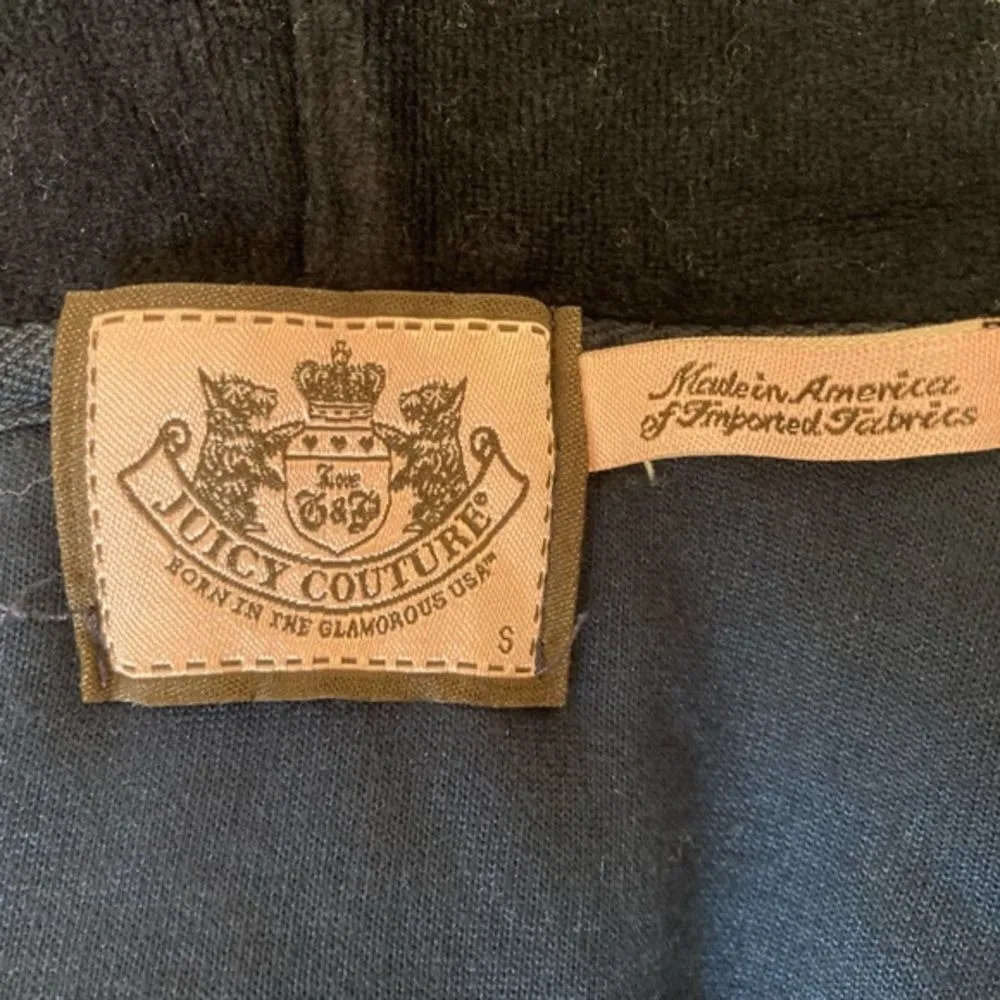 Love
G&P
JUICY COUTURE®
BORN IN THE GLAMOROUS USA™
S
Made in America
of Imported Fabrics